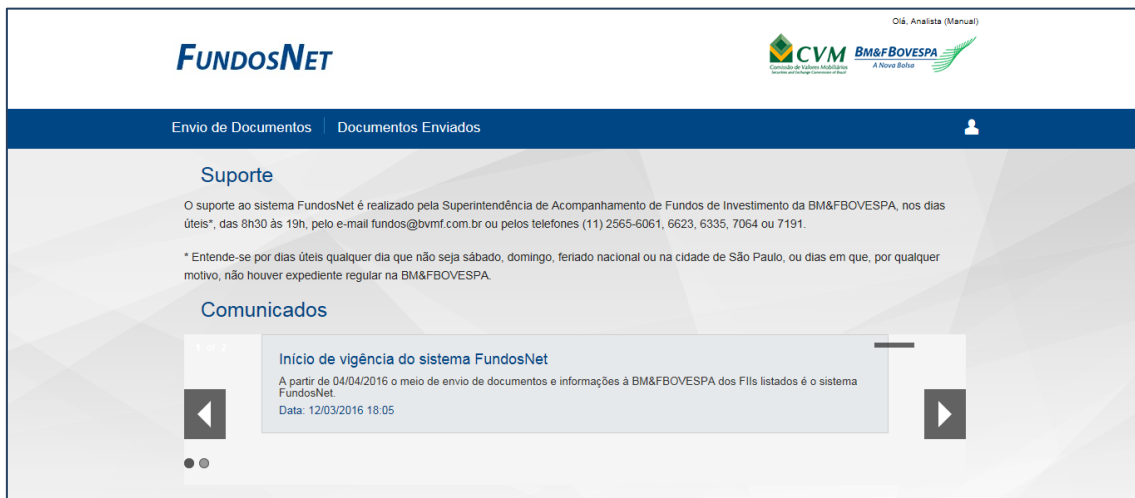 Olá, Analista (Manual)
FUNDOSNET
CVM
Comissão de Valores Mobiliários
Securities and Exchange Commission of Brazil
BM&FBOVESPA
A Nova Bolsa
Envio de Documentos
Documentos Enviados
Suporte
O suporte ao sistema FundosNet é realizado pela Superintendência de Acompanhamento de Fundos de Investimento da BM&FBOVESPA, nos dias
úteis*, das 8h30 às 19h, pelo e-mail fundos@bvmf.com.br ou pelos telefones (11) 2565-6061, 6623, 6335, 7064 ou 7191.
* Entende-se por dias úteis qualquer dia que não seja sábado, domingo, feriado nacional ou na cidade de São Paulo, ou dias em que, por qualquer
motivo, não houver expediente regular na BM&FBOVESPA.
Comunicados
1 of 2
Início de vigência do sistema FundosNet
A partir de 04/04/2016 o meio de envio de documentos e informações à BM&FBOVESPA dos FIIs listados é o sistema
FundosNet.
Data: 12/03/2016 18:05